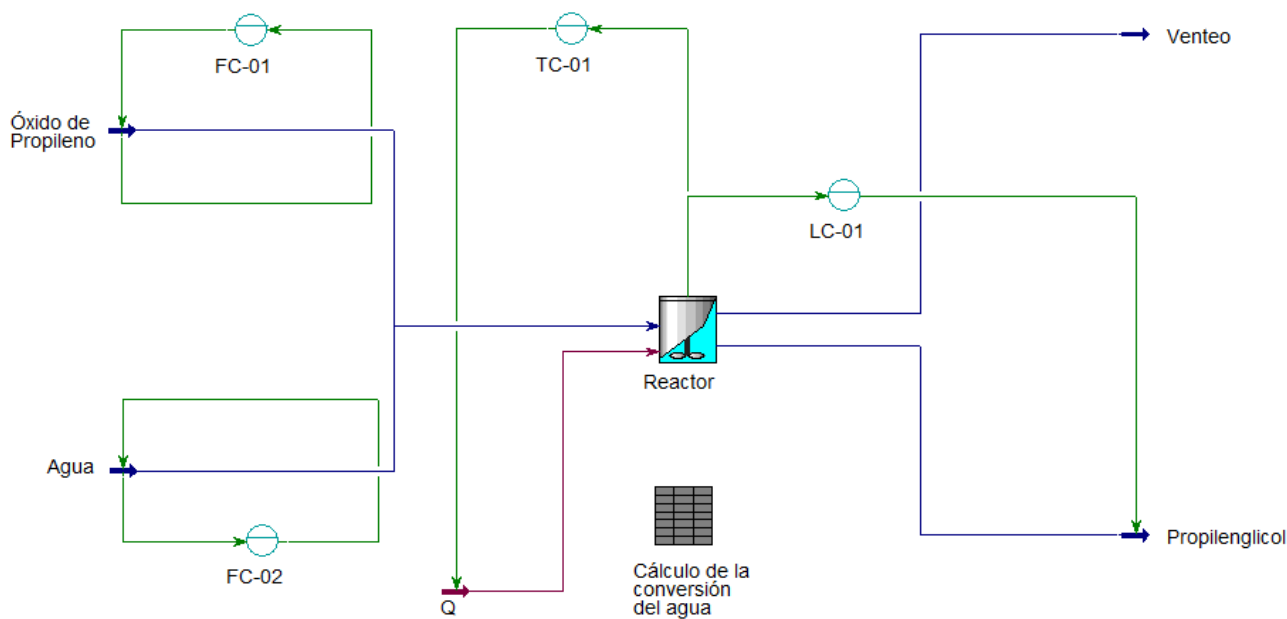 FC-01
TC-01
Venteo
Óxido de
Propileno
LC-01
Reactor
Agua
FC-02
Q
Cálculo de la
conversión
del agua
Propilenglicol